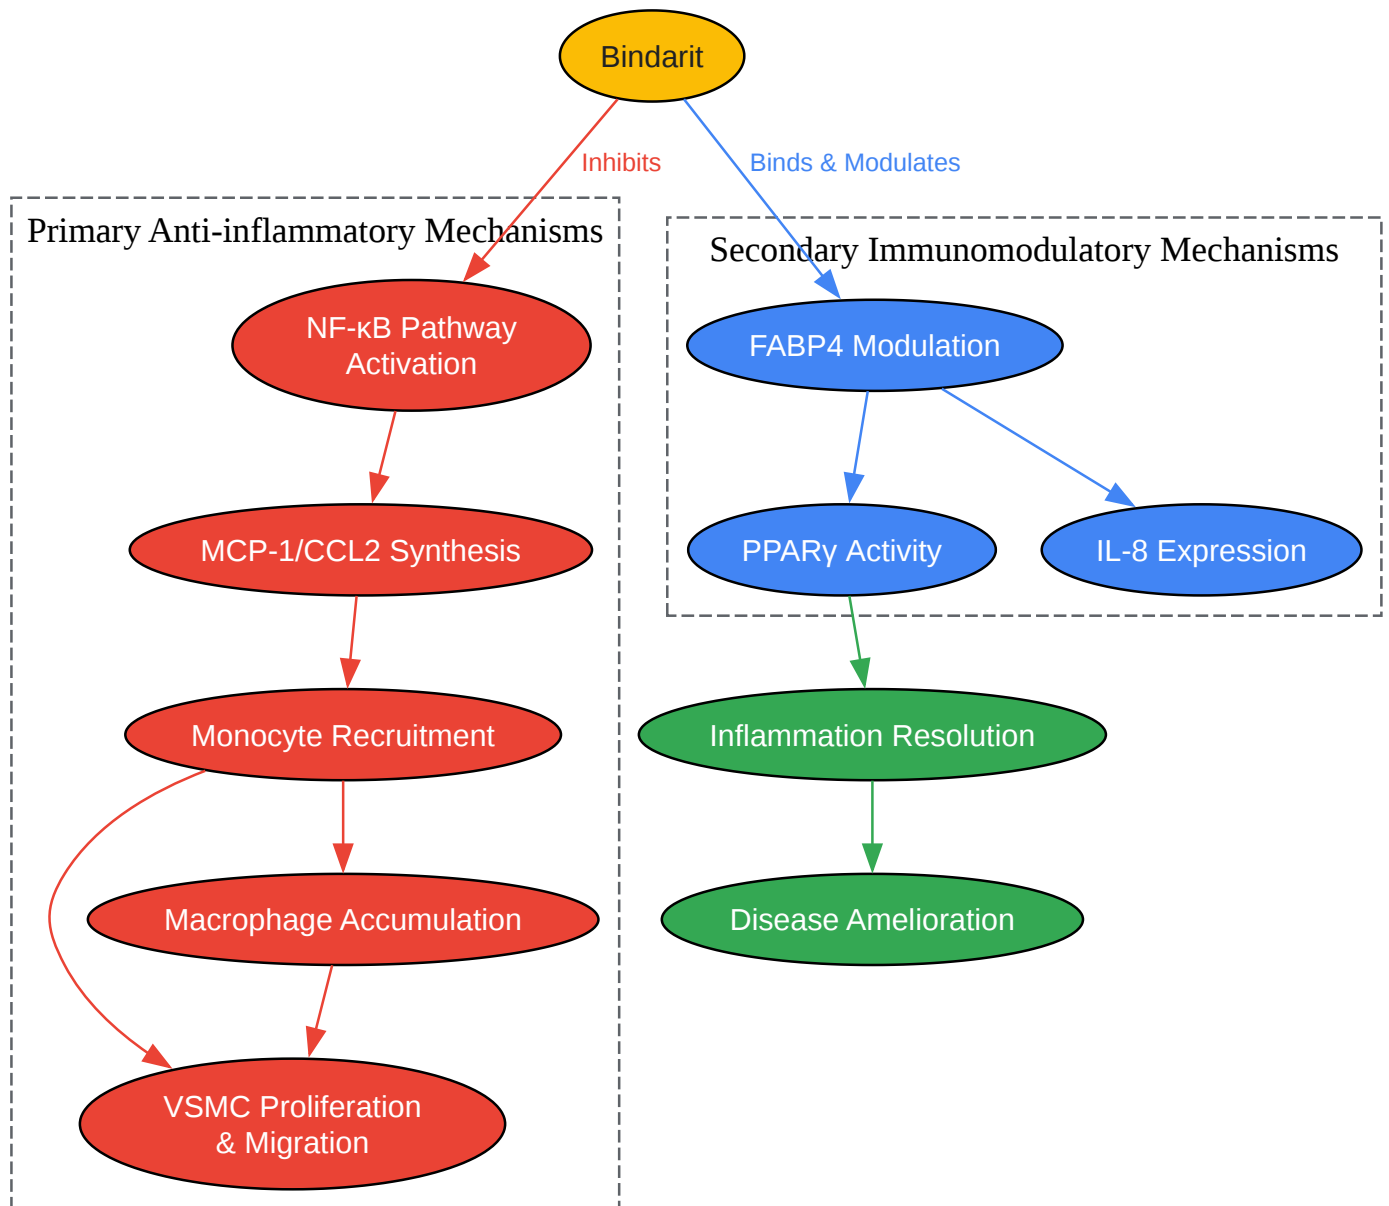 Bindarit
Inhibits
Binds & Modulates
Primary Anti-inflammatory Mechanisms
Secondary Immunomodulatory Mechanisms
NF-κB Pathway
Activation
FABP4 Modulation
MCP-1/CCL2 Synthesis
PPARγ Activity
IL-8 Expression
Monocyte Recruitment
Inflammation Resolution
Macrophage Accumulation
Disease Amelioration
VSMC Proliferation
& Migration